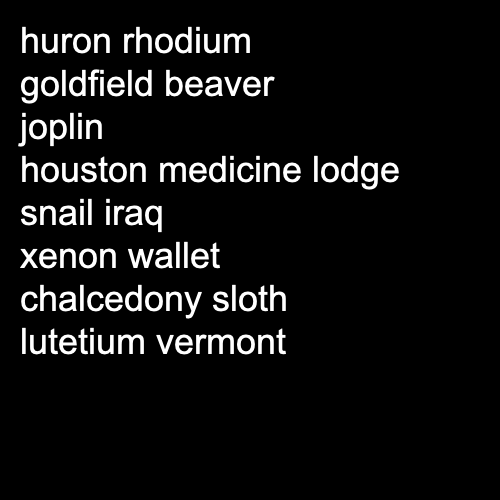 huron rhodium
goldfield beaver
joplin
houston medicine lodge
snail iraq
xenon wallet
chalcedony sloth
lutetium vermont